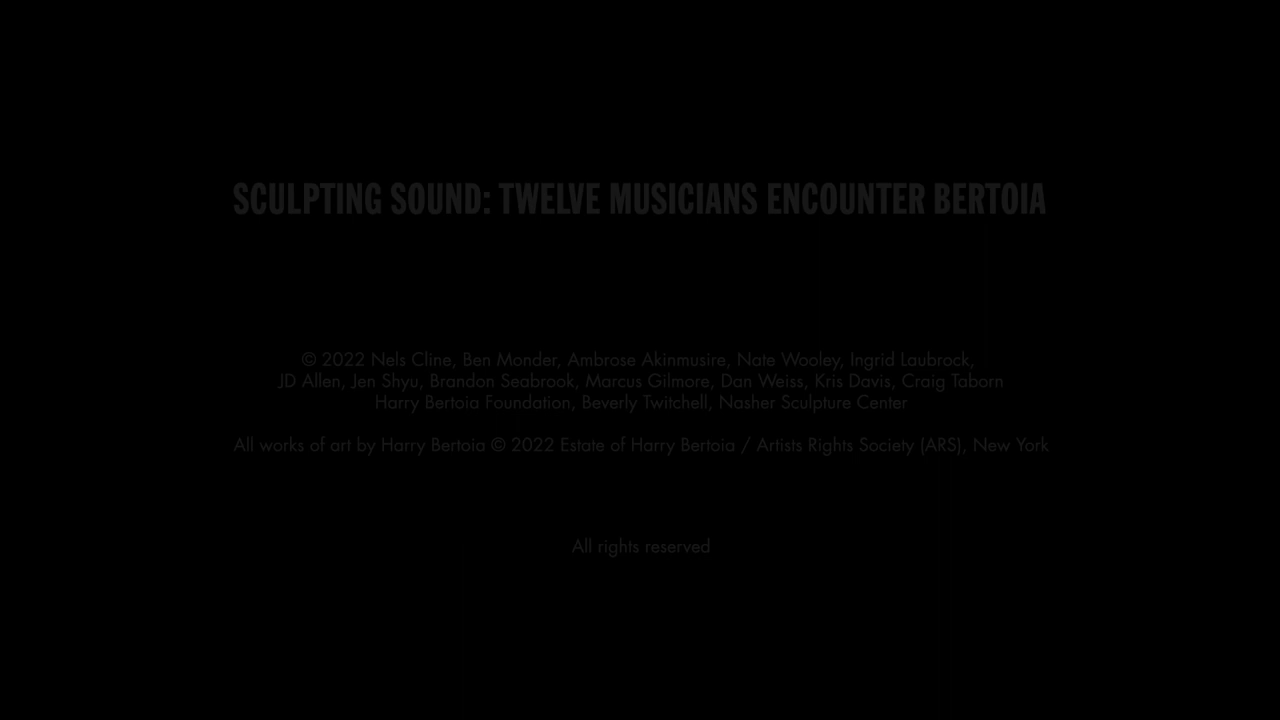 SCULPTING SOUND: TWELVE MUSICIANS ENCOUNTER BERTOIA
© 2022 Nels Cline, Ben Monder, Ambrose Akinmusire, Nate Wooley, Ingrid Laubrock,
JD Allen, Jen Shyu, Brandon Seabrook, Marcus Gilmore, Dan Weiss, Kris Davis, Craig Taborn
Harry Bertoia Foundation, Beverly Twitchell, Nasher Sculpture Center
All works of art by Harry Bertoia © 2022 Estate of Harry Bertoia / Artists Rights Society (ARS), New York
All rights reserved